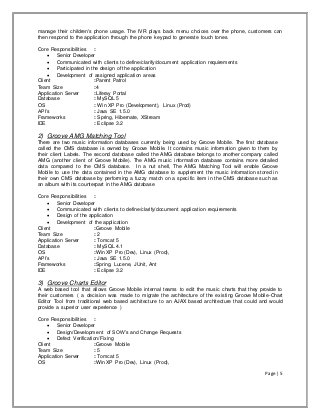 manage their children's phone usage. The IVR plays back menu choices over the phone, customers can
then respond to the application through the phone keypad to generate touch tones.
Core Responsibilities :
• Senior Developer
• Communicated with clients to define/clarify/document application requirements
• Participated in the design of the application
• Development of assigned application areas
Client :Parent Patrol
Team Size :4
Application Server :Liferay Portal
Database : MySQL 5
OS : Win XP Pro (Development), Linux (Prod)
API's : Java SE 1.5.0
Frameworks : Spring, Hibernate, XStream
IDE : Eclipse 3.2
2) Groove AMG Matching Tool
There are two music information databases currently being used by Groove Mobile. The first database
called the CMS database is owned by Groove Mobile. It contains music information given to them by
their client Labels. The second database called the AMG database belongs to another company called
AMG (another client of Groove Mobile). The AMG music information database contains more detailed
data compared to the CMS database. In a nut shell, The AMG Matching Tool will enable Groove
Mobile to use the data contained in the AMG database to supplement the music information stored in
their own CMS database by performing a fuzzy match on a specific item in the CMS database such as
an album with its counterpart in the AMG database
Core Responsibilities :
• Senior Developer
• Communicated with clients to define/clarify/document application requirements
• Design of the application
• Development of the application
Client :Groove Mobile
Team Size : 2
Application Server : Tomcat 5
Database : MySQL 4.1
OS :Win XP Pro (Dev), Linux (Prod),
API's : Java SE 1.5.0
Frameworks :Spring Lucene, JUnit, Ant
IDE : Eclipse 3.2
3) Groove Charts Editor
A web based tool that allows Groove Mobile internal teams to edit the music charts that they provide to
their customers ( a decision was made to migrate the architecture of the existing Groove Mobile-Chart
Editor Tool from traditional web based architecture to an AJAX based architecture that could and would
provide a superior user experience )
Core Responsibilities :
• Senior Developer
• Design/Development of SOW's and Change Requests
• Defect Verification/Fixing
Client :Groove Mobile
Team Size : 5
Application Server : Tomcat 5
OS :Win XP Pro (Dev), Linux (Prod),
Page | 5